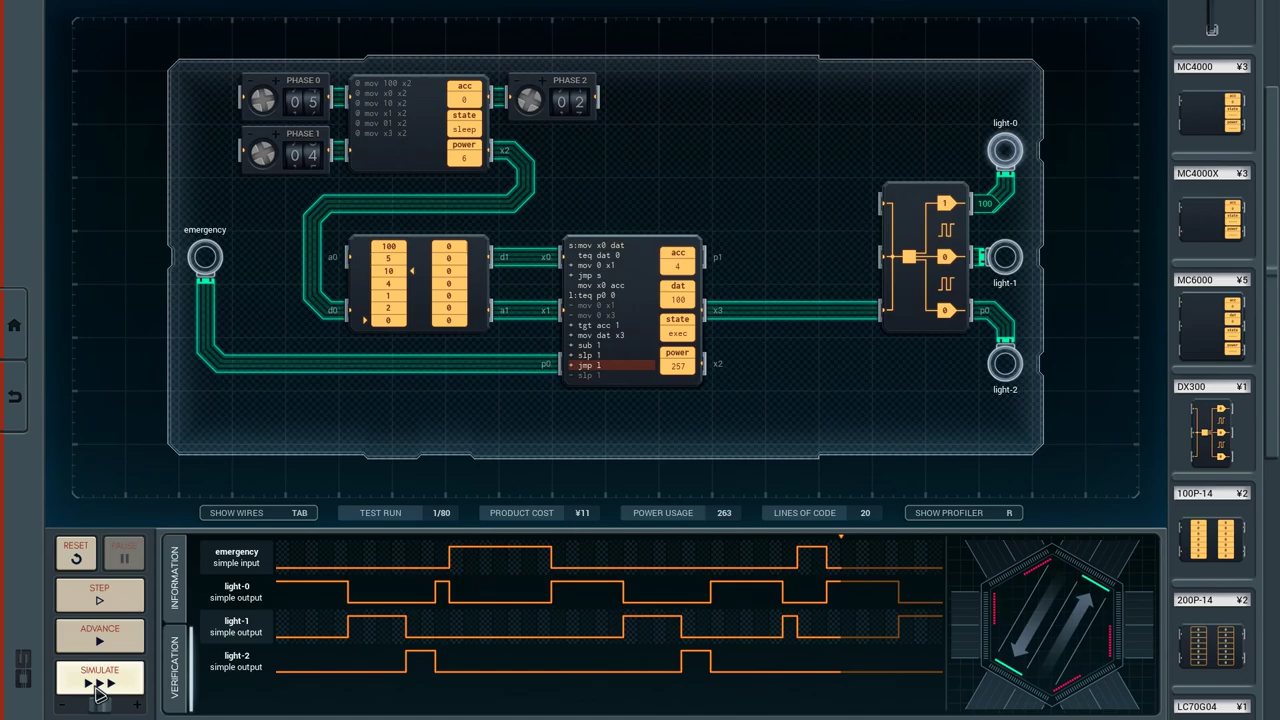 MC4000 ¥3
PHASE 0
0 5
PHASE 1
0 4
0 mov 100 x2
0 mov x0 x2
0 mov 10 x2
0 mov x1 x2
0 mov 01 x2
0 mov x3 x2
acc
0
state
sleep
power
6
PHASE 2
0 2
x2
light-0
MC4000X ¥3
emergency
a0
d0
100
5
10
4
1
2
0
0
0
0
0
0
0
0
d1
a1
x0
x1
p0
s:mov x0 dat
teq dat 0
+ mov 0 x1
+ jmp s
mov x0 acc
l:teq p0 0
- mov 0 x1
- mov 0 x3
+ tgt acc 1
+ mov dat x3
+ sub 1
+ slp 1
+ jmp l
- slp 1
acc
4
dat
100
state
exec
power
257
p1
x3
x2
1
0
0
100
p0
light-1
light-2
MC6000 ¥5
DX300 ¥1
100P-14 ¥2
200P-14 ¥2
LC70G04 ¥1
SHOW WIRES TAB
TEST RUN 1/80
PRODUCT COST ¥11
POWER USAGE 263
LINES OF CODE 20
SHOW PROFILER R
RESET
PAUSE
STEP
ADVANCE
SIMULATE
- +
INFORMATION
VERIFICATION
emergency
simple input
light-0
simple output
light-1
simple output
light-2
simple output